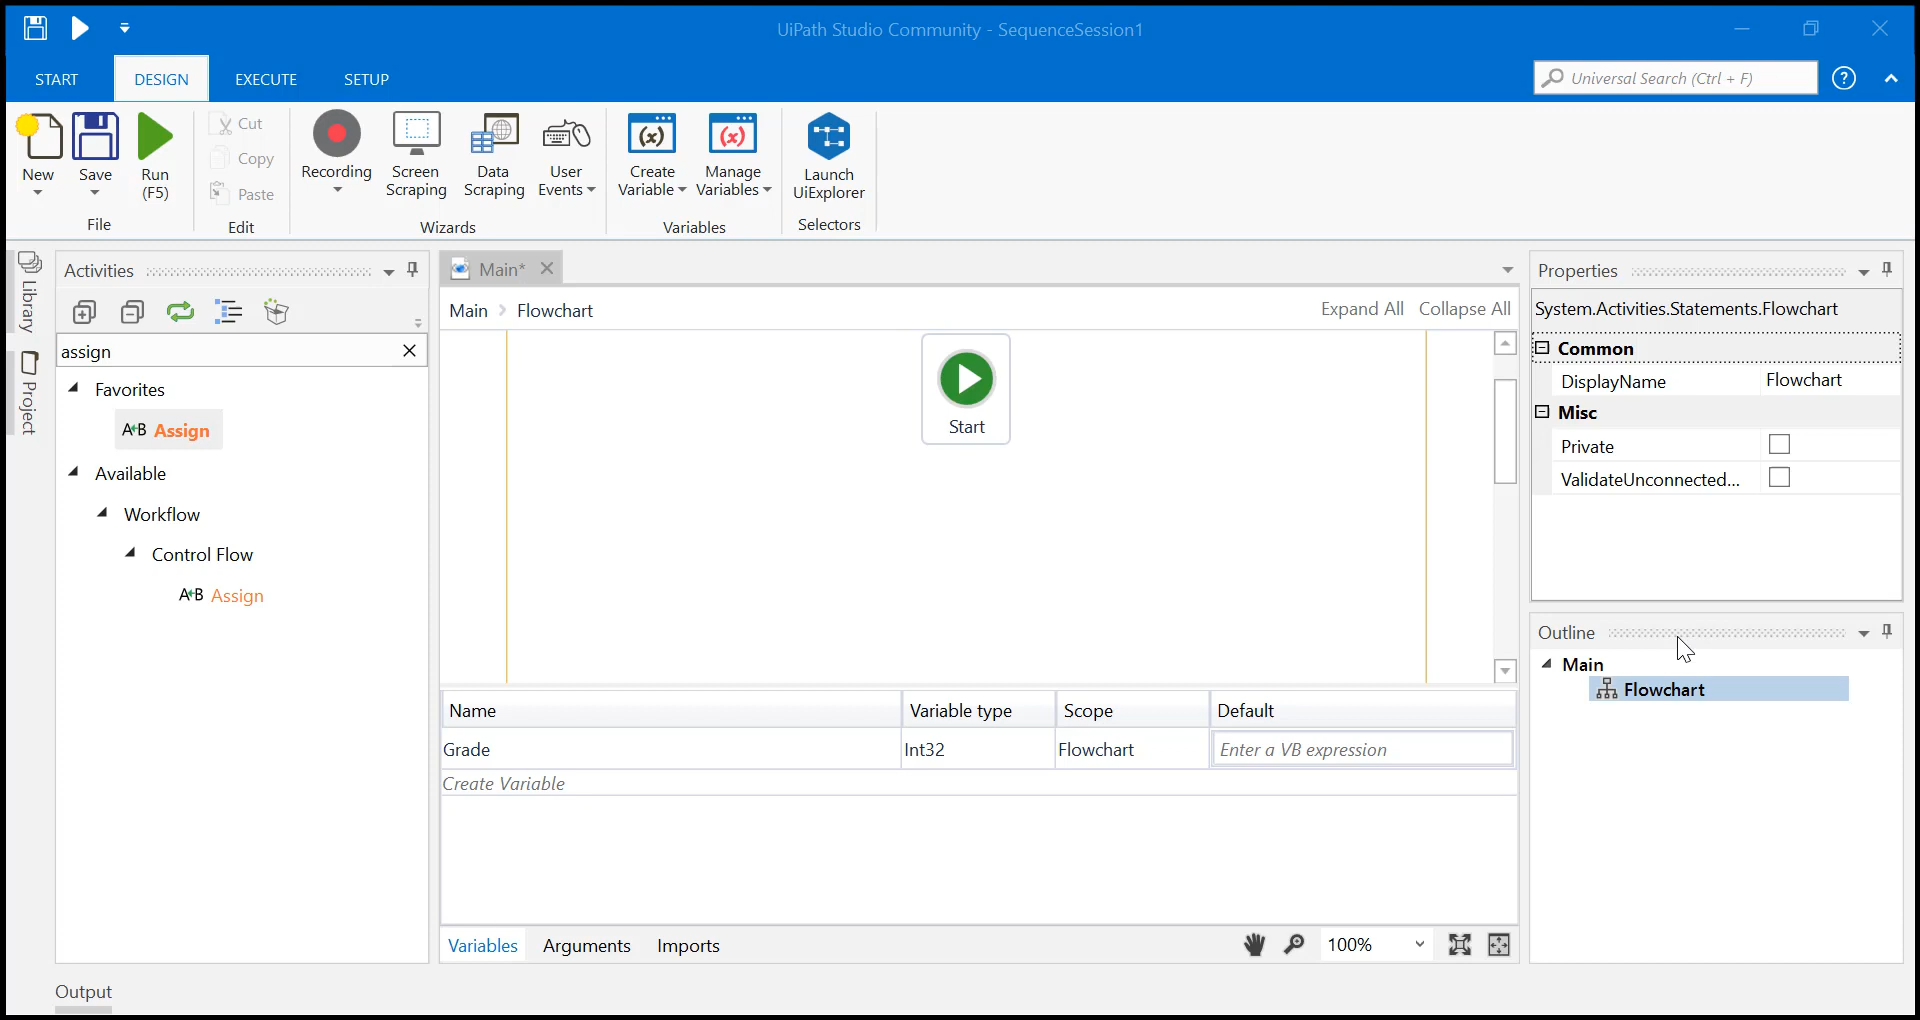 UiPath Studio Community - SequenceSession1
START DESIGN EXECUTE SETUP
Universal Search (Ctrl + F)
New
Save
Run
(F5)
File
Cut
Copy
Paste
Edit
Recording
Screen
Scraping
Data
Scraping
User
Events
Wizards
Create
Variable
Manage
Variables
Variables
Launch
UiExplorer
Selectors
Library
Project
Activities
assign
Favorites
A+B Assign
Available
Workflow
Control Flow
A+B Assign
Main*
Main > Flowchart
Expand All Collapse All
Start
Name Variable type Scope Default
Grade Int32 Flowchart Enter a VB expression
Create Variable
Variables Arguments Imports
100%
Properties
System.Activities.Statements.Flowchart
Common
DisplayName Flowchart
Misc
Private
ValidateUnconnected...
Outline
Main
Flowchart
Output